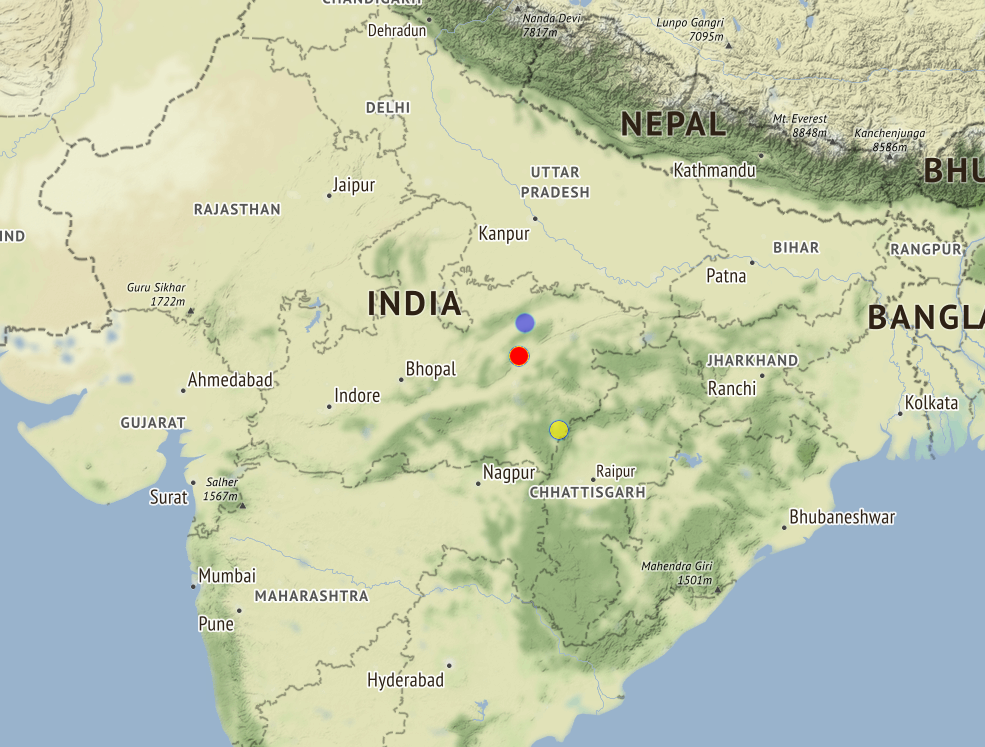 CHANDIGARH
Dehradun
Nanda Devi
7817m
Lunpo Gangri
7095m
DELHI
NEPAL
Mt. Everest
8848m
Kanchenjunga
8586m
Kathmandu
BHU
UTTAR
PRADESH
Jaipur
RAJASTHAN
IND
Kanpur
BIHAR
RANGPUR
Patna
Guru Sikhar
1722m
INDIA
BANGLA
Bhopal
JHARKHAND
Ranchi
Ahmedabad
Indore
Kolkata
GUJARAT
Nagpur
Raipur
Salher
1567m
Surat
CHHATTISGARH
Bhubaneshwar
Mahendra Giri
1501m
Mumbai
MAHARASHTRA
Pune
Hyderabad